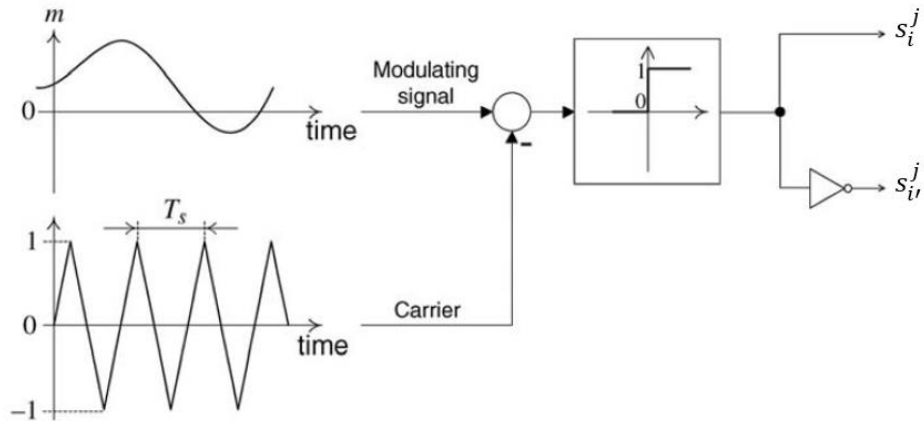 m
0
time
T_s
1
0
−1
time
Modulating
signal
-
Carrier
1
0
s_i^j
s_{i'}^j